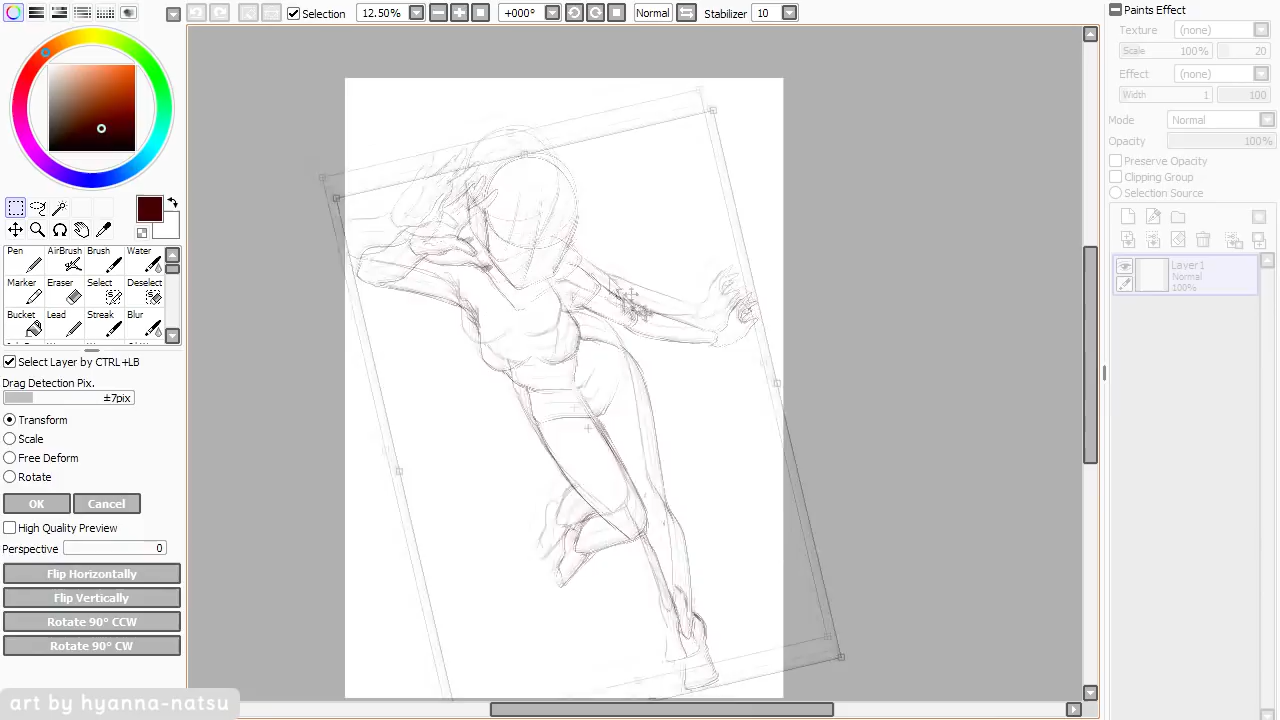 Selection 12.50% +000° Normal Stabilizer 10
Paints Effect
Texture (none)
Scale 100% 20
Effect (none)
Width 1 100
Mode Normal
Opacity 100%
Preserve Opacity
Clipping Group
Selection Source
Layer1
Normal
100%
Pen AirBrush Brush Water
Marker Eraser Select Deselect
Bucket Lead Streak Blur
Select Layer by CTRL+LB
Drag Detection Pix.
±7pix
Transform
Scale
Free Deform
Rotate
OK Cancel
High Quality Preview
Perspective 0
Flip Horizontally
Flip Vertically
Rotate 90° CCW
Rotate 90° CW
art by hyanna-natsu